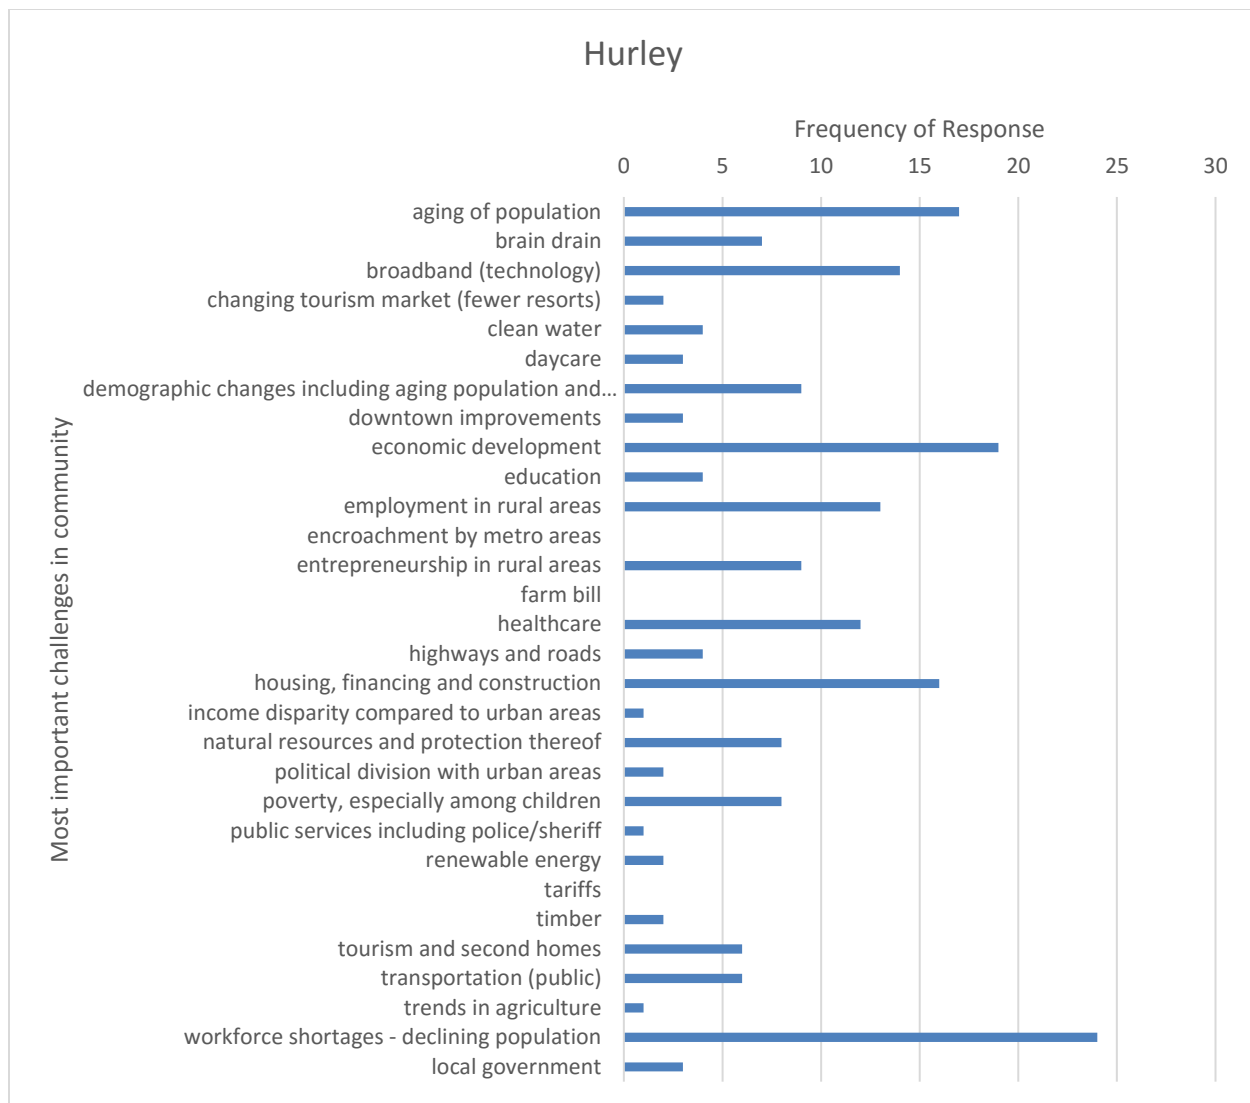 Hurley
Frequency of Response
0 5 10 15 20 25 30
Most important challenges in community
aging of population
brain drain
broadband (technology)
changing tourism market (fewer resorts)
clean water
daycare
demographic changes including aging population and...
downtown improvements
economic development
education
employment in rural areas
encroachment by metro areas
entrepreneurship in rural areas
farm bill
healthcare
highways and roads
housing, financing and construction
income disparity compared to urban areas
natural resources and protection thereof
political division with urban areas
poverty, especially among children
public services including police/sheriff
renewable energy
tariffs
timber
tourism and second homes
transportation (public)
trends in agriculture
workforce shortages - declining population
local government